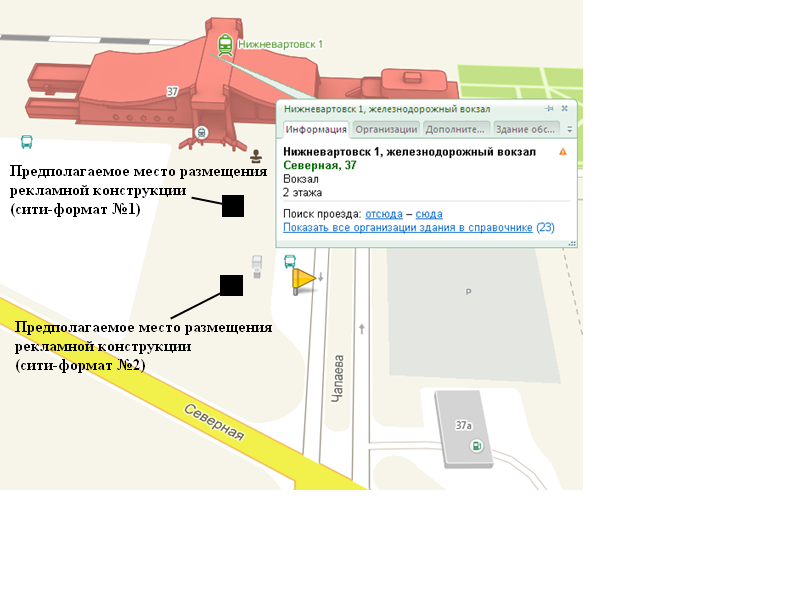 Нижневартовск 1
37
Нижневартовск 1, железнодорожный вокзал
Информация Организации Дополните... Здание обс...
Нижневартовск 1, железнодорожный вокзал
Северная, 37
Вокзал
2 этажа
Поиск проезда: отсюда – сюда
Показать все организации здания в справочнике (23)
Предполагаемое место размещения
рекламной конструкции
(сити-формат №1)
Предполагаемое место размещения
рекламной конструкции
(сити-формат №2)
P
Чапаева
Северная
37а